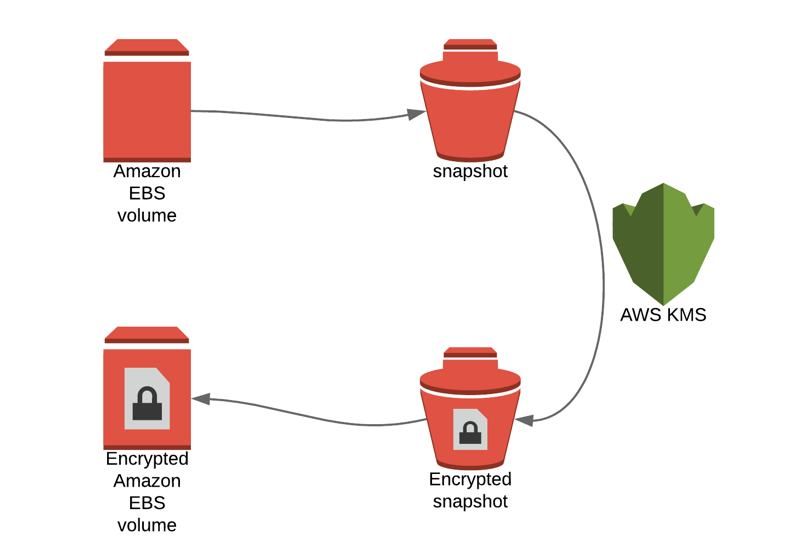 Amazon
EBS
volume
snapshot
AWS KMS
Encrypted
Amazon
EBS
volume
Encrypted
snapshot